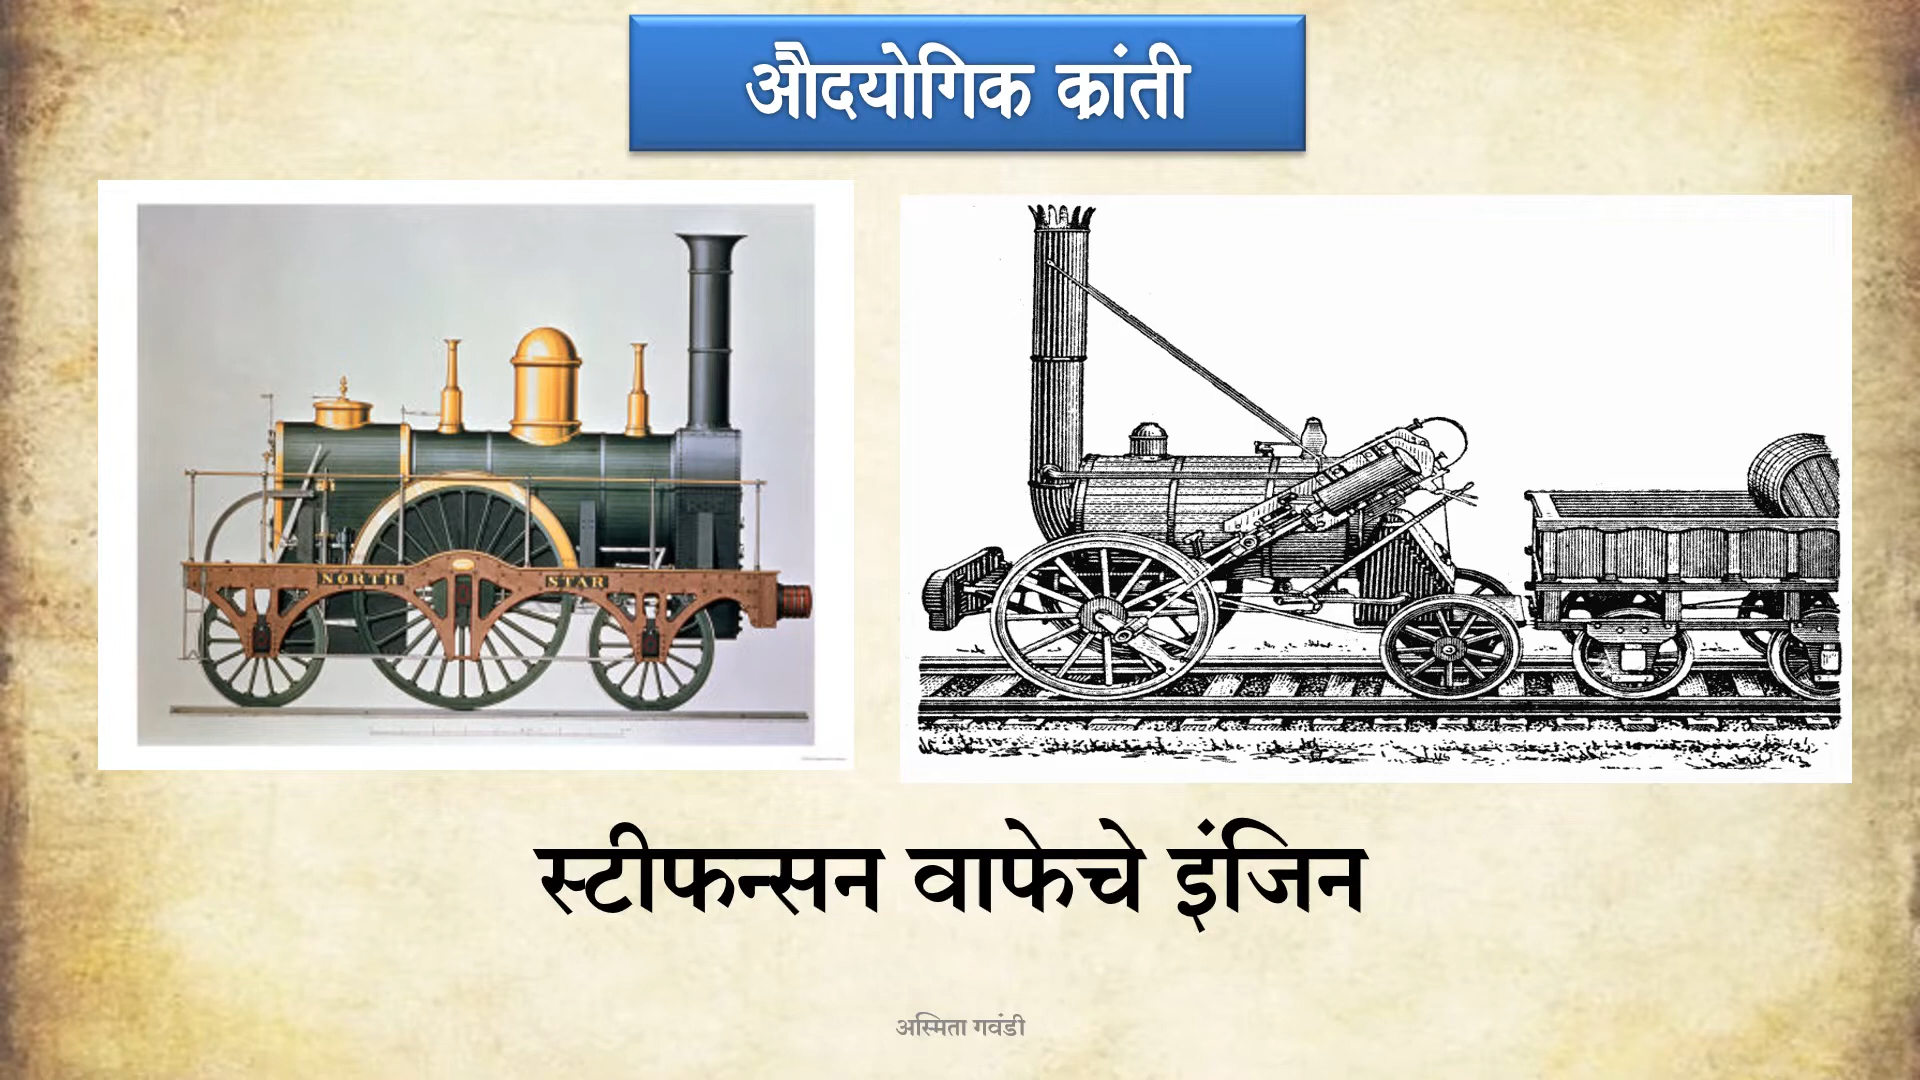 औदयोगिक क्रांती
NORTH STAR
स्टीफन्सन वाफेचे इंजिन
अस्मिता गवंडी